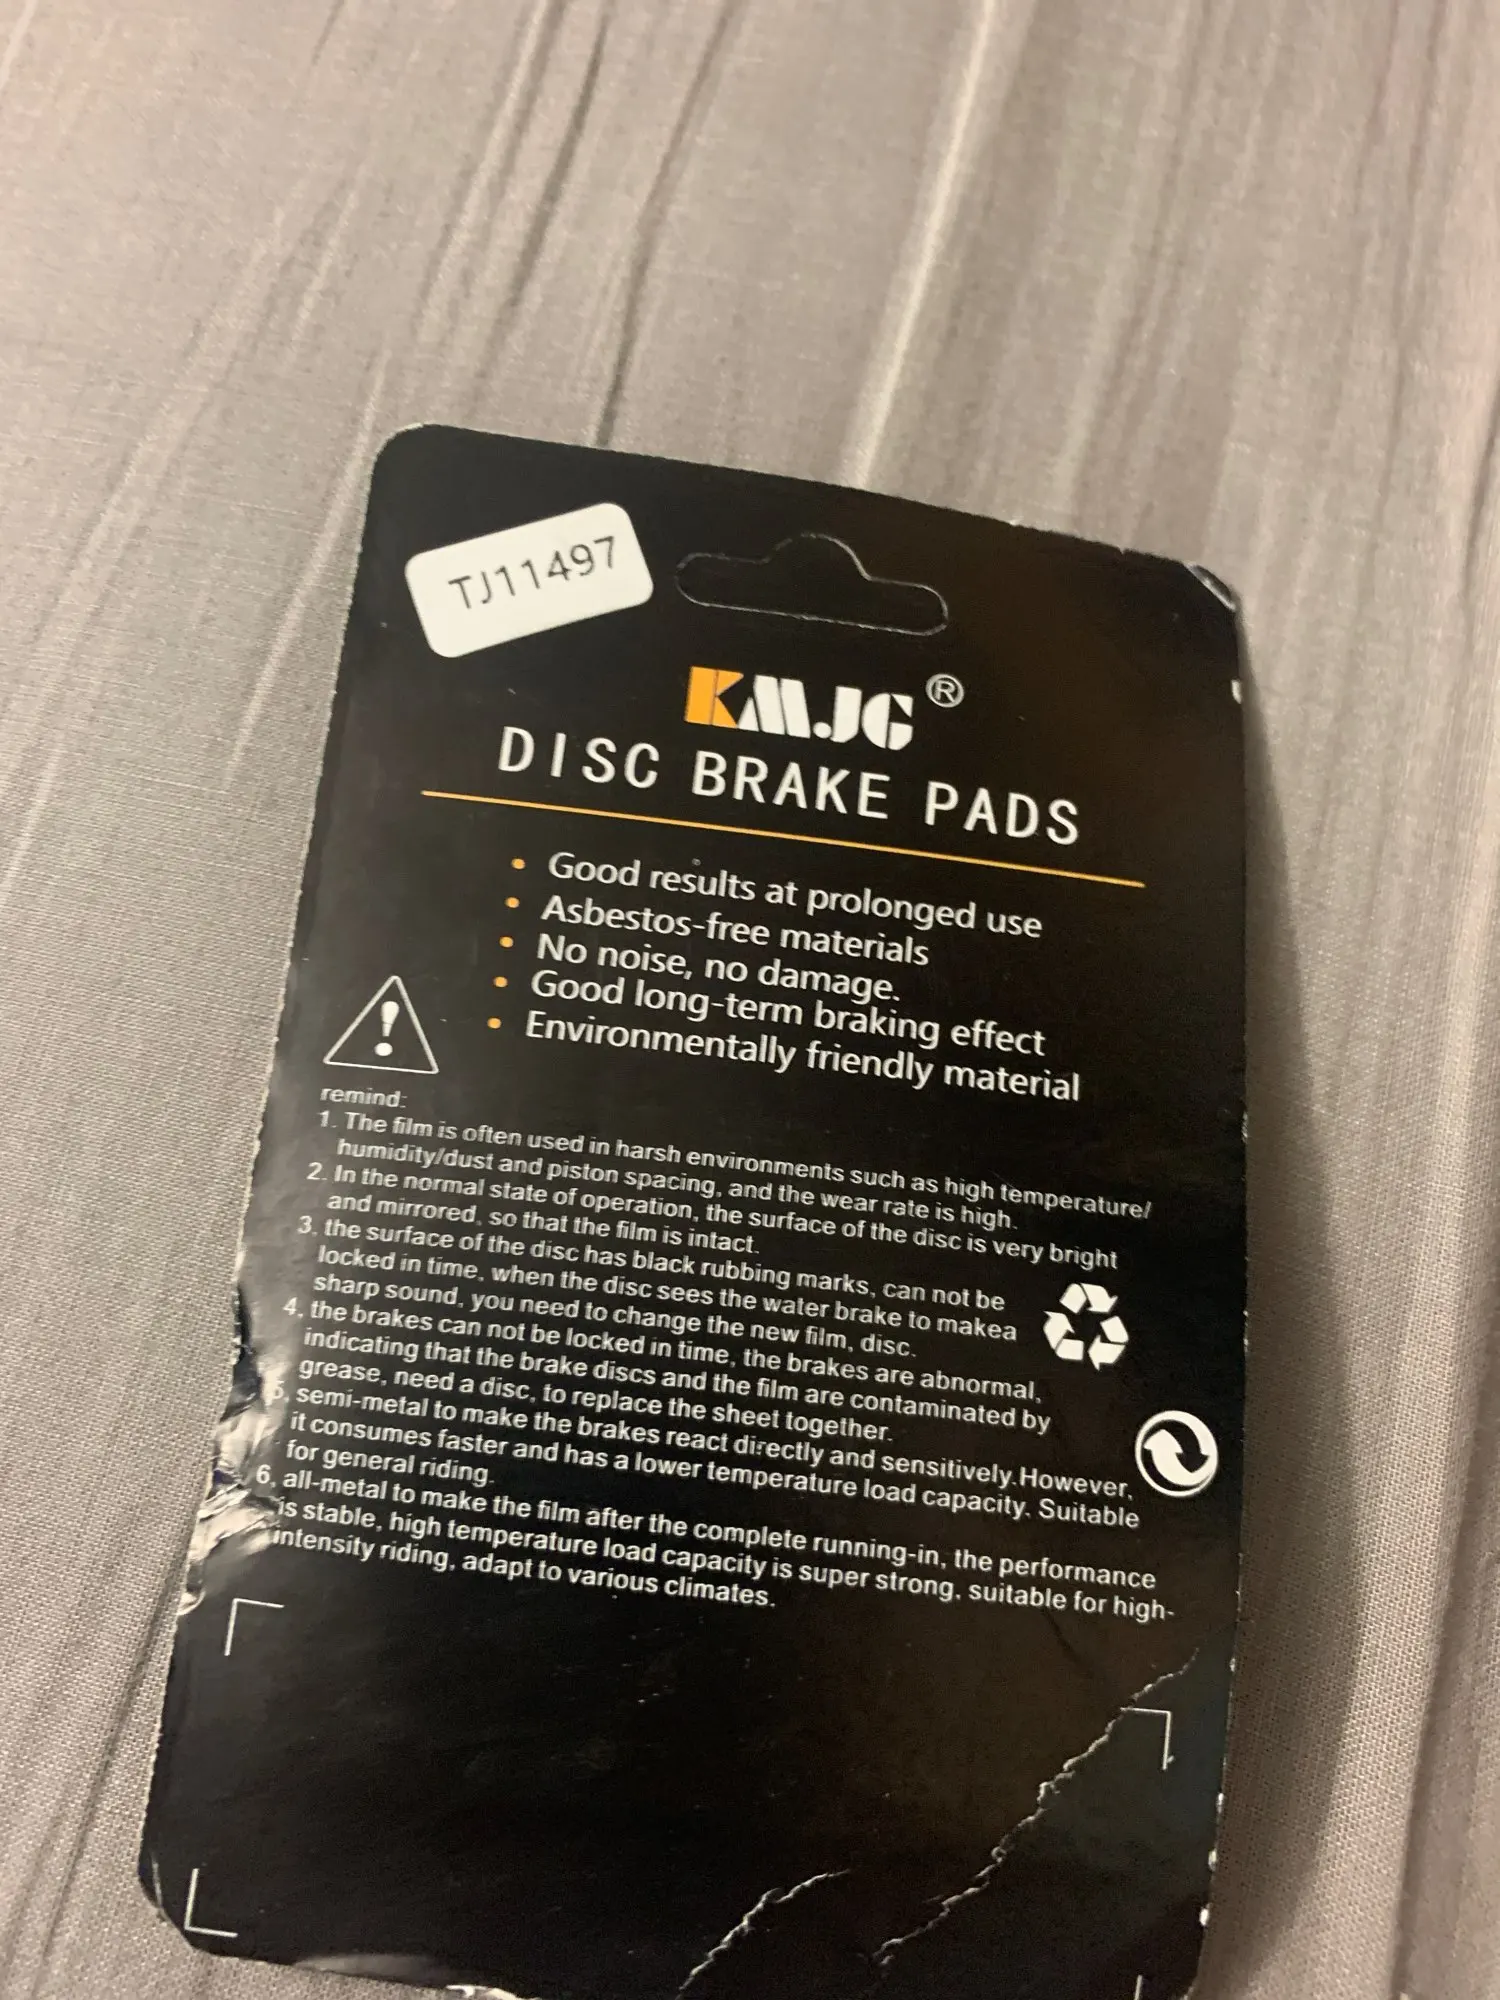 TJ11497
KMJG®
DISC BRAKE PADS
• Good results at prolonged use
• Asbestos-free materials
• No noise, no damage.
• Good long-term braking effect
• Environmentally friendly material
remind:
1. The film is often used in harsh environments such as high temperature/
humidity/dust and piston spacing, and the wear rate is high.
2. In the normal state of operation, the surface of the disc is very bright
and mirrored, so that the film is intact.
3. the surface of the disc has black rubbing marks, can not be
locked in time, when the disc sees the water brake to makea
sharp sound, you need to change the new film, disc.
4. the brakes can not be locked in time, the brakes are abnormal,
indicating that the brake discs and the film are contaminated by
grease, need a disc, to replace the sheet together.
5. semi-metal to make the brakes react directly and sensitively.However,
it consumes faster and has a lower temperature load capacity. Suitable
for general riding.
6. all-metal to make the film after the complete running-in, the performance
is stable, high temperature load capacity is super strong, suitable for high-
intensity riding, adapt to various climates.